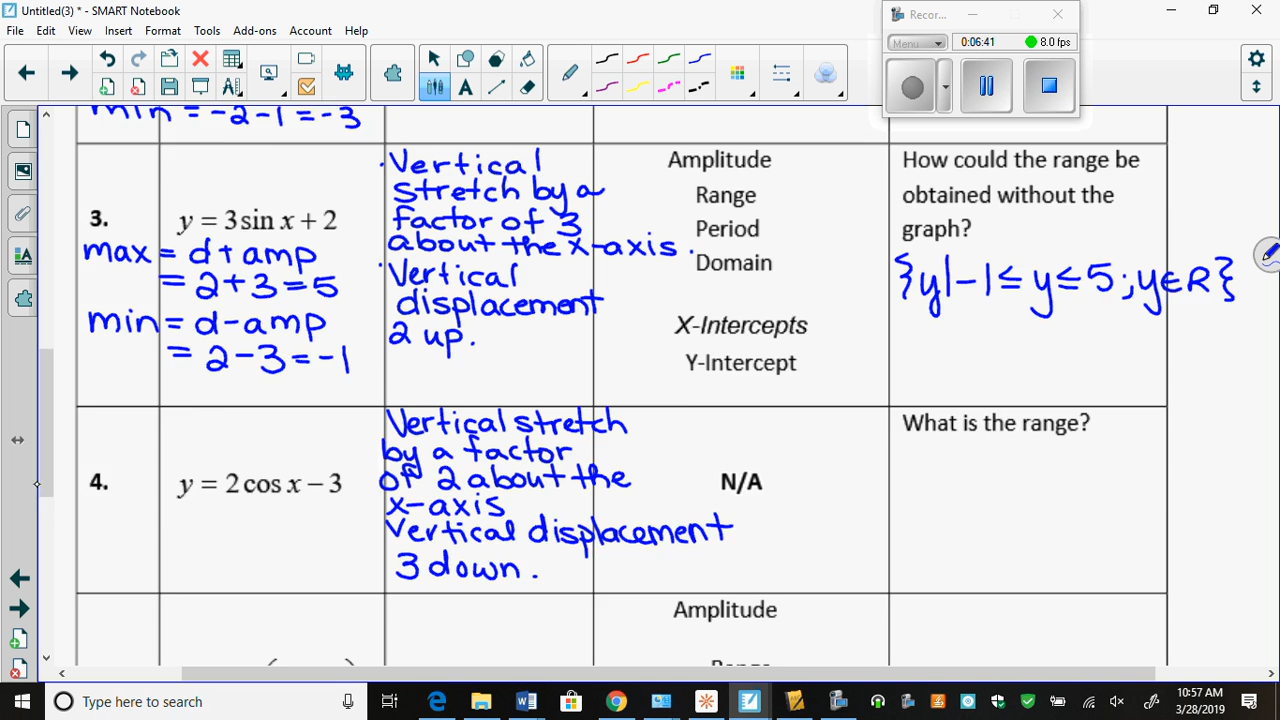 Untitled(3) * - SMART Notebook
File Edit View Insert Format Tools Add-ons Account Help
Recor...
Menu
0:06:41
8.0 fps
min = -2-1 = -3
3.
y = 3 sin x + 2
max = d + amp
= 2+3=5
min = d - amp
= 2-3=-1
· Vertical
stretch by a
factor of 3
about the x-axis.
· Vertical
displacement
2 up.
Amplitude
Range
Period
Domain
X-Intercepts
Y-Intercept
How could the range be
obtained without the
graph?
{y|-1≤ y ≤5 ; y∈R}
4.
y = 2 cos x - 3
Vertical stretch
by a factor
of 2 about the
x-axis
Vertical displacement
3 down.
N/A
What is the range?
Amplitude
Range
Type here to search
10:57 AM
3/28/2019